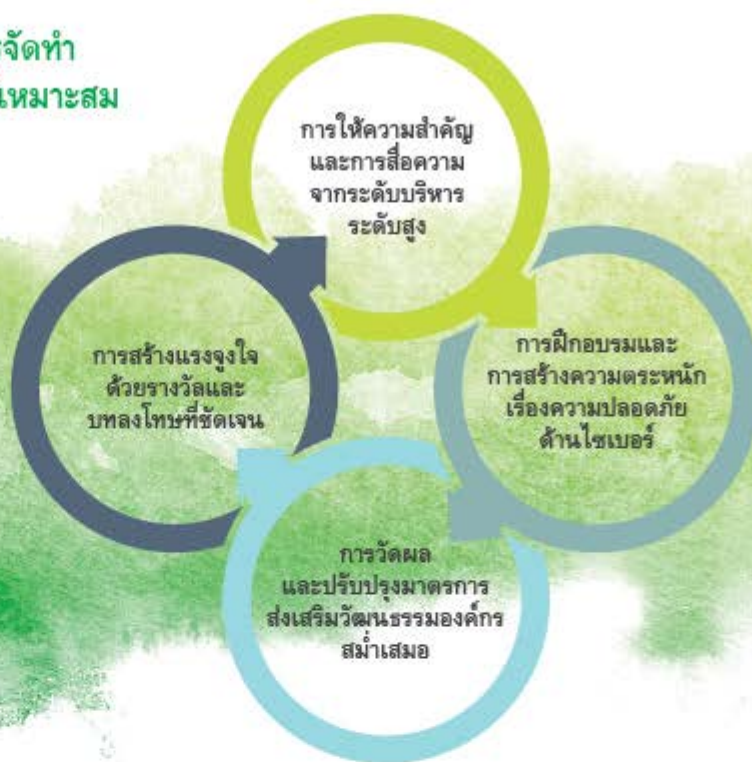 จัดทำ
เหมาะสม
การให้ความสำคัญ
และการสื่อความ
จากระดับบริหาร
ระดับสูง
การฝึกอบรมและ
การสร้างความตระหนัก
เรื่องความปลอดภัย
ด้านไซเบอร์
การวัดผล
และปรับปรุงมาตรการ
ส่งเสริมวัฒนธรรมองค์กร
สม่ำเสมอ
การสร้างแรงจูงใจ
ด้วยรางวัลและ
บทลงโทษที่ชัดเจน